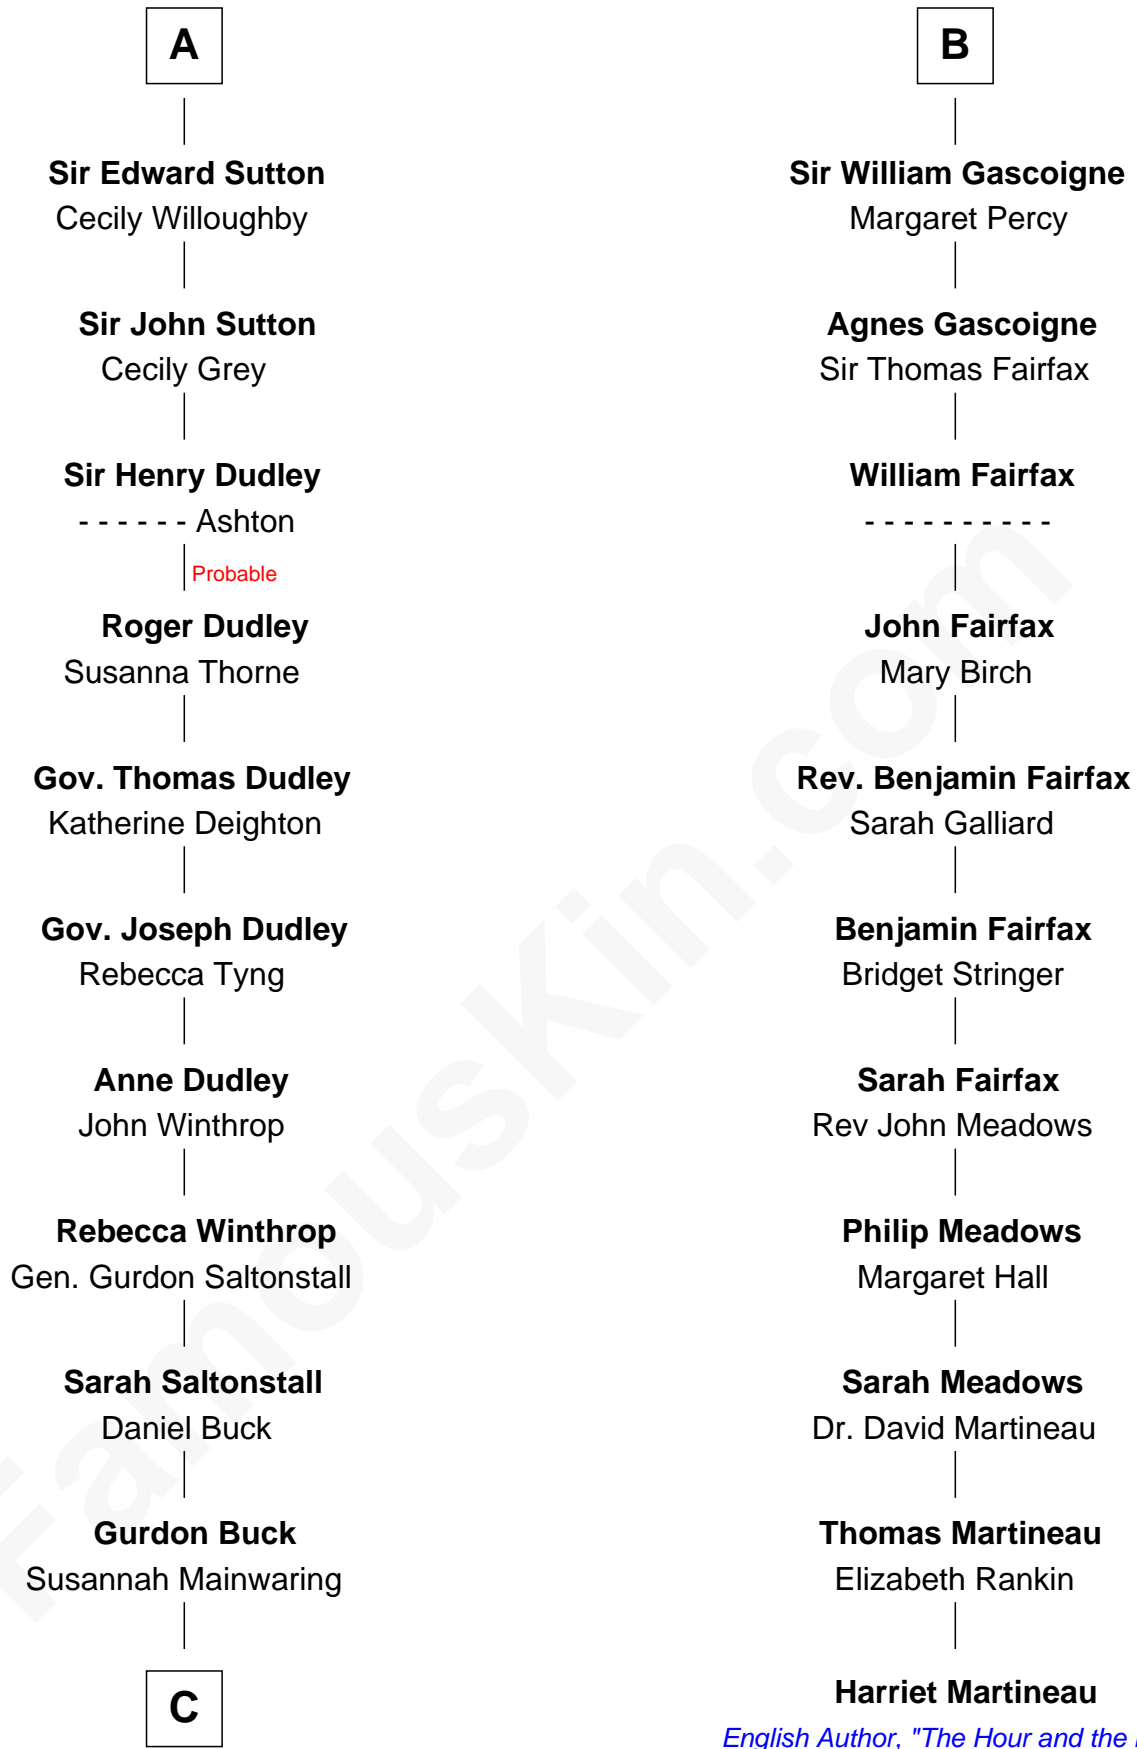 A
Sir Edward Sutton
Cecily Willoughby
Sir John Sutton
Cecily Grey
Sir Henry Dudley
- - - - - - Ashton
Probable
Roger Dudley
Susanna Thorne
Gov. Thomas Dudley
Katherine Deighton
Gov. Joseph Dudley
Rebecca Tyng
Anne Dudley
John Winthrop
Rebecca Winthrop
Gen. Gurdon Saltonstall
Sarah Saltonstall
Daniel Buck
Gurdon Buck
Susannah Mainwaring
C
B
Sir William Gascoigne
Margaret Percy
Agnes Gascoigne
Sir Thomas Fairfax
William Fairfax
- - - - - - - - - -
John Fairfax
Mary Birch
Rev. Benjamin Fairfax
Sarah Galliard
Benjamin Fairfax
Bridget Stringer
Sarah Fairfax
Rev John Meadows
Philip Meadows
Margaret Hall
Sarah Meadows
Dr. David Martineau
Thomas Martineau
Elizabeth Rankin
Harriet Martineau
English Author, "The Hour and the
FamousKin.com